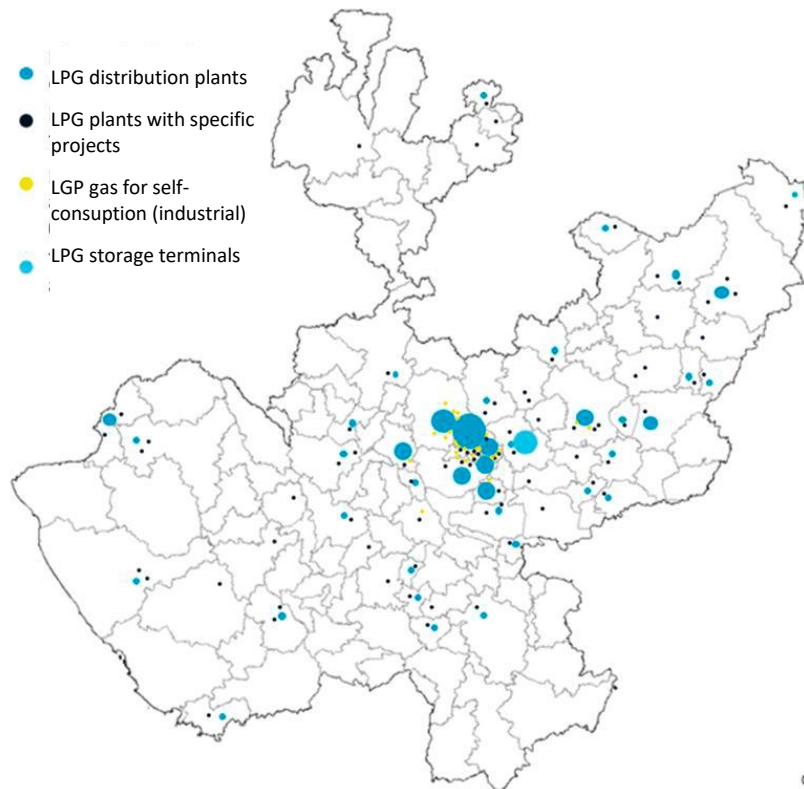 LPG distribution plants
LPG plants with specific
projects
LGP gas for self-
consuption (industrial)
LPG storage terminals
s